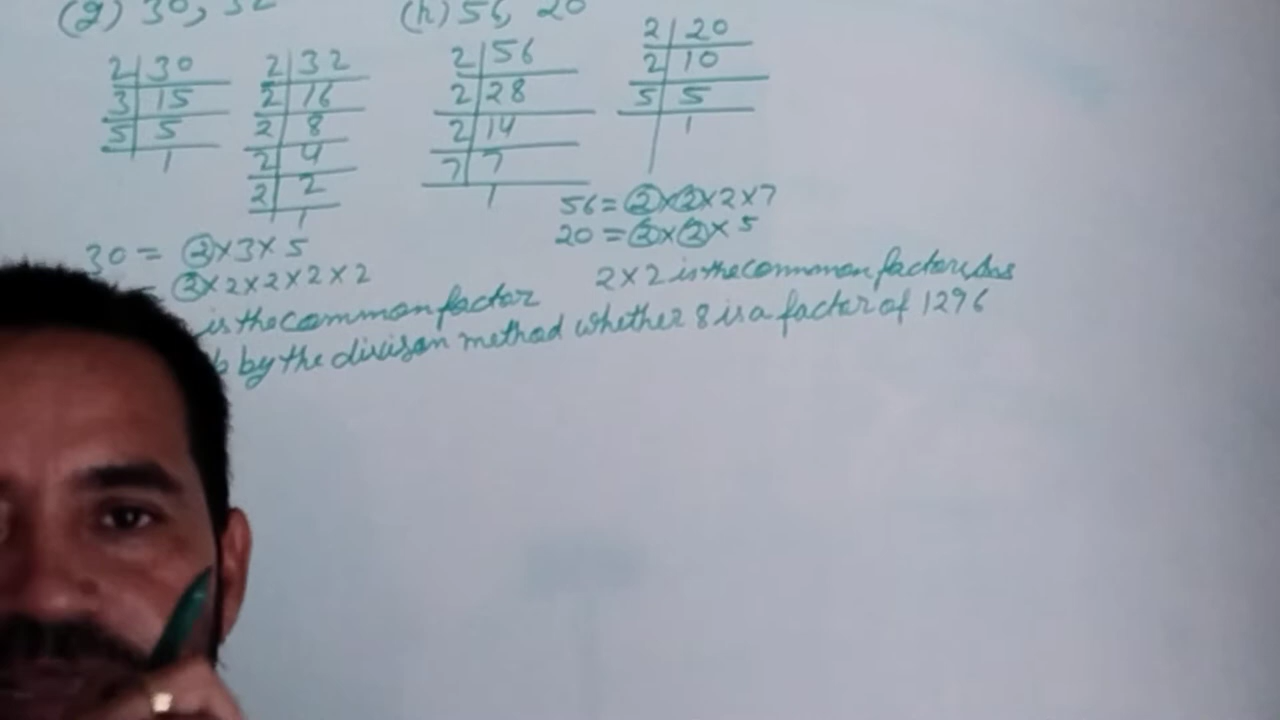 (g) 30, 32
(h) 56, 20
2 | 30
3 | 15
5 | 5
1
2 | 32
2 | 16
2 | 8
2 | 4
2 | 2
1
2 | 56
2 | 28
2 | 14
7 | 7
1
2 | 20
2 | 10
5 | 5
1
30 = 2×3×5
= 2×2×2×2×2
is the common factor
56 = 2×2×2×7
20 = 2×2×5
2×2 is the common factor Ans
by the divison method whether 8 is a factor of 1296